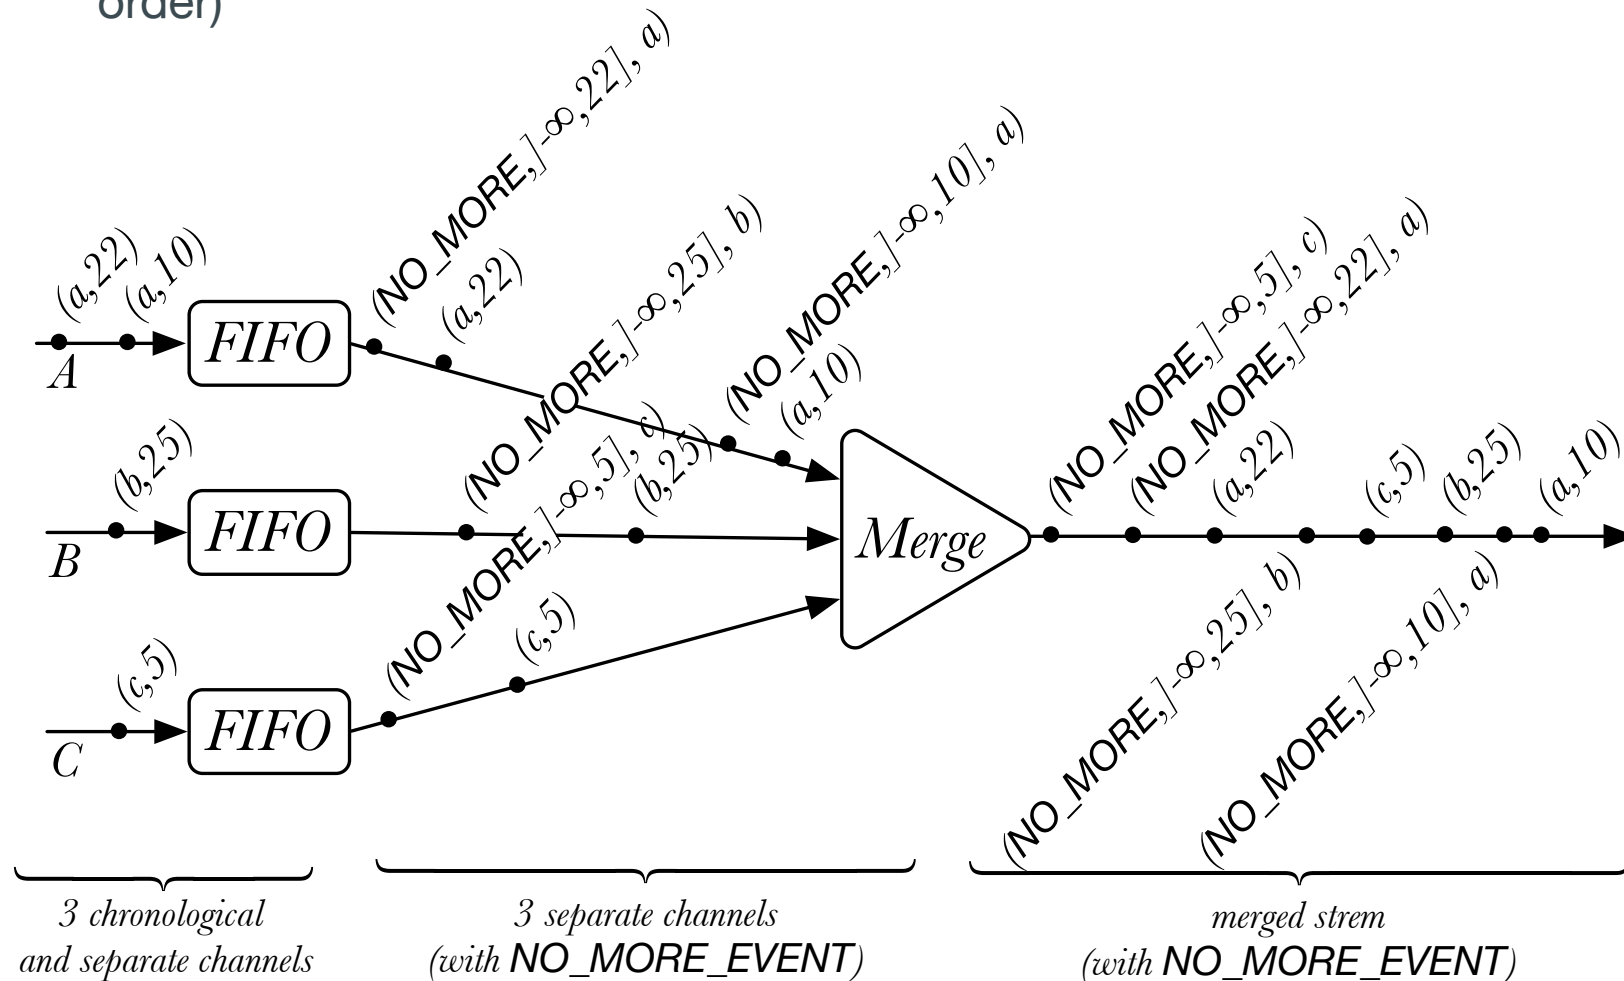 order)
(NO_MORE,]-∞,22], a)
(a,22)
(a,10)
(a,22)
(NO_MORE,]-∞,25], b)
(NO_MORE,]-∞,10], a)
(a,10)
(NO_MORE,]-∞,5], c)
(NO_MORE,]-∞,22], a)
A
FIFO
(b,25)
(NO_MORE,]-∞,5], c)
(b,25)
(a,22)
(c,5)
(b,25)
(a,10)
B
FIFO
Merge
(c,5)
(c,5)
(NO_MORE,]-∞,25], b)
(NO_MORE,]-∞,10], a)
C
FIFO
3 chronological
and separate channels
3 separate channels
(with NO_MORE_EVENT)
merged strem
(with NO_MORE_EVENT)